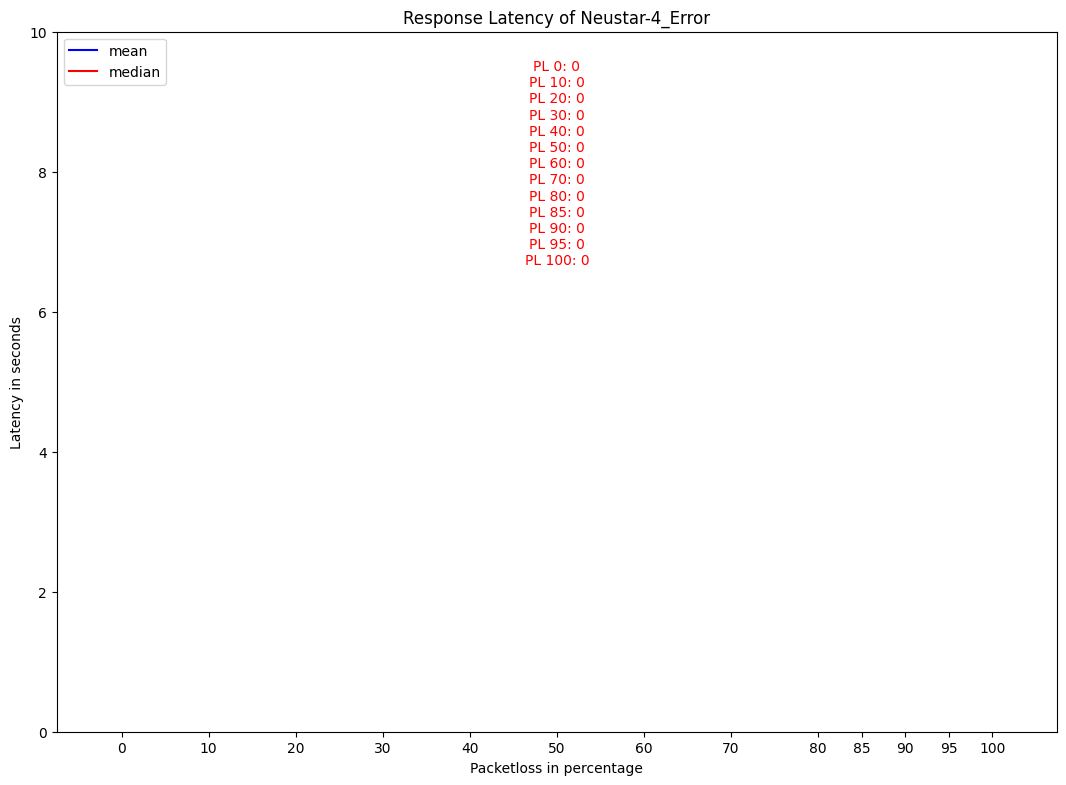 Response Latency of Neustar-4_Error
mean
median
PL 0: 0
PL 10: 0
PL 20: 0
PL 30: 0
PL 40: 0
PL 50: 0
PL 60: 0
PL 70: 0
PL 80: 0
PL 85: 0
PL 90: 0
PL 95: 0
PL 100: 0
10
8
6
4
2
0
Latency in seconds
0 10 20 30 40 50 60 70 80 85 90 95 100
Packetloss in percentage